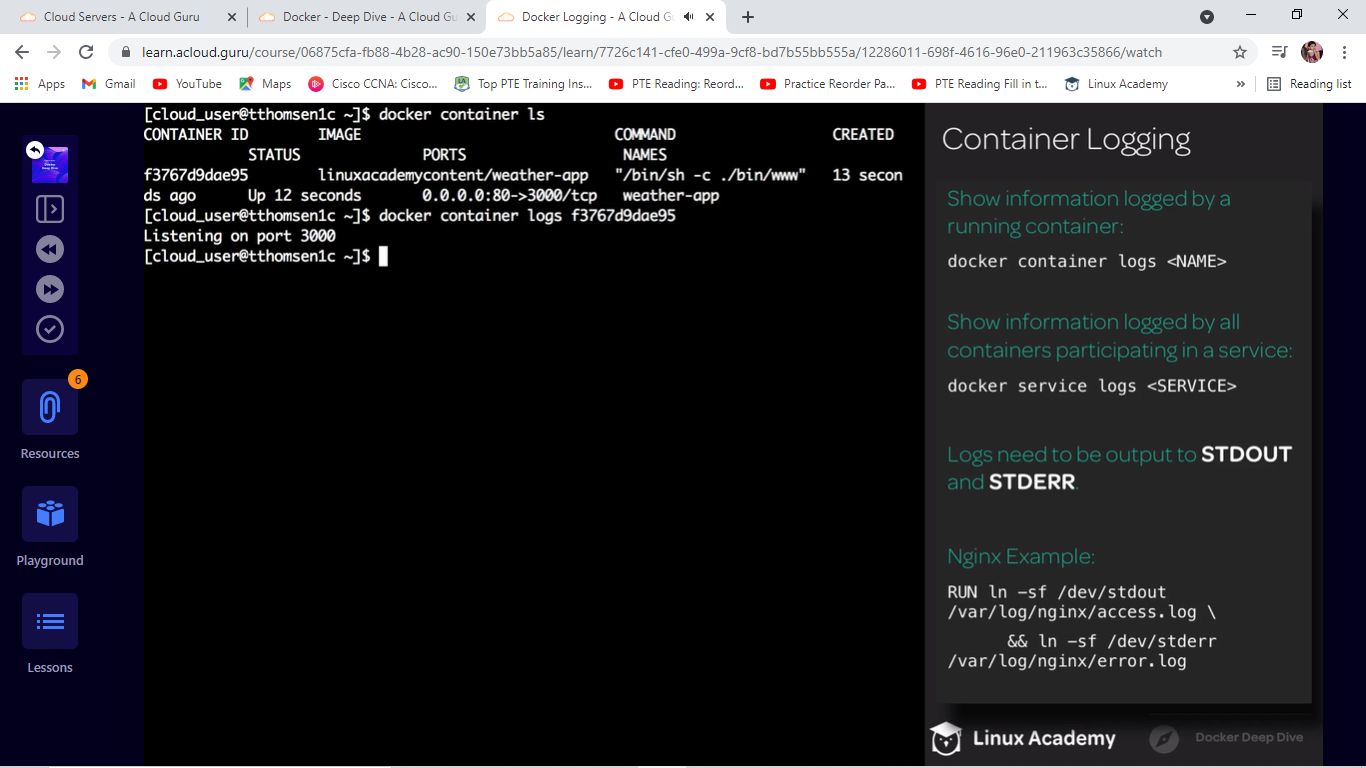 Cloud Servers - A Cloud Guru
Docker - Deep Dive - A Cloud Gu
Docker Logging - A Cloud G
learn.acloud.guru/course/06875cfa-fb88-4b28-ac90-150e73bb5a85/learn/7726c141-cfe0-499a-9cf8-bd7b55bb555a/12286011-698f-4616-96e0-211963c35866/watch
Apps Gmail YouTube Maps Cisco CCNA: Cisco... Top PTE Training Ins... PTE Reading: Reord... Practice Reorder Pa... PTE Reading Fill in t... Linux Academy » Reading list
[cloud_user@tthomsen1c ~]$ docker container ls
CONTAINER ID IMAGE COMMAND CREATED
STATUS PORTS NAMES
f3767d9dae95 linuxacademycontent/weather-app "/bin/sh -c ./bin/www" 13 secon
ds ago Up 12 seconds 0.0.0.0:80->3000/tcp weather-app
[cloud_user@tthomsen1c ~]$ docker container logs f3767d9dae95
Listening on port 3000
[cloud_user@tthomsen1c ~]$
6
Resources
Playground
Lessons
Container Logging
Show information logged by a
running container:
docker container logs <NAME>
Show information logged by all
containers participating in a service:
docker service logs <SERVICE>
Logs need to be output to STDOUT
and STDERR.
Nginx Example:
RUN ln -sf /dev/stdout
/var/log/nginx/access.log \
&& ln -sf /dev/stderr
/var/log/nginx/error.log
Linux Academy
Docker Deep Dive